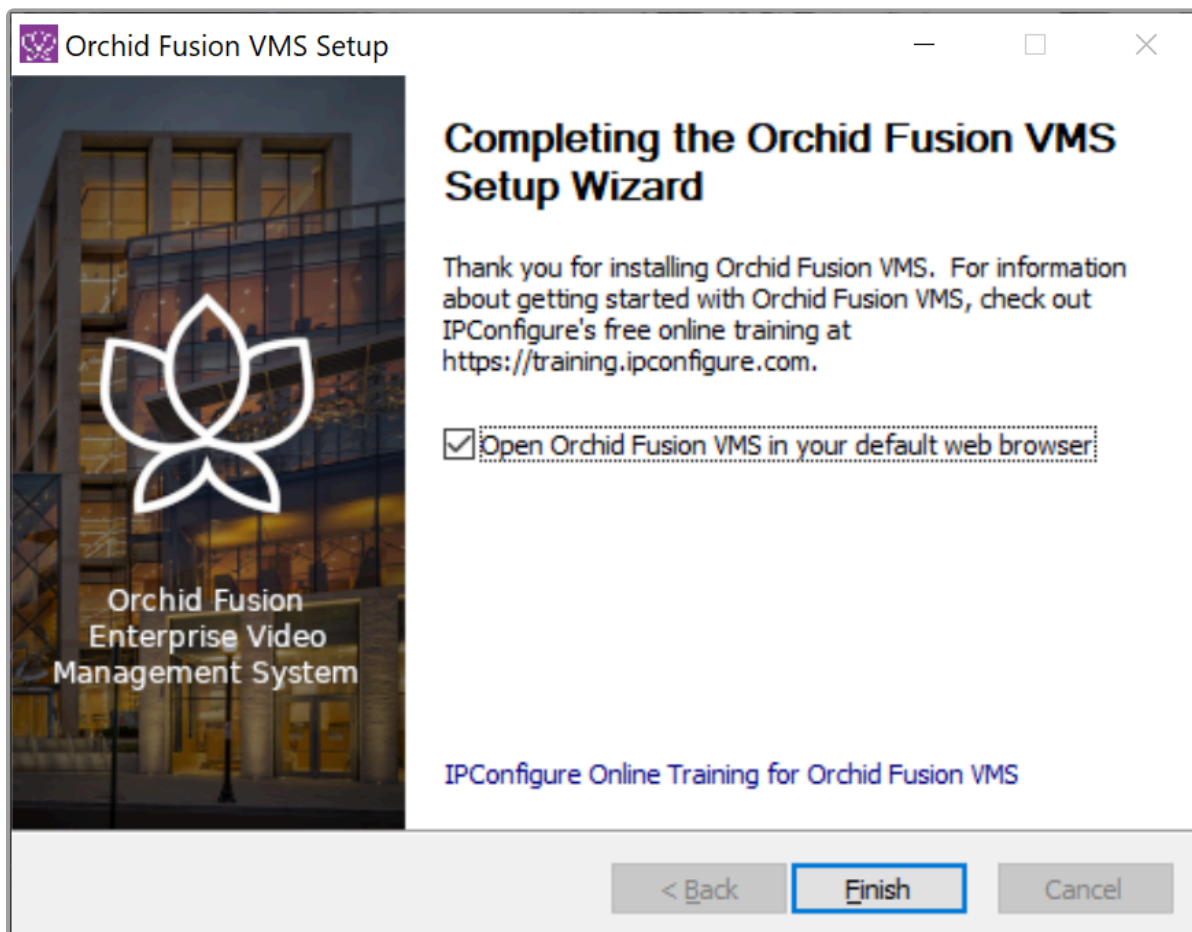 Orchid Fusion VMS Setup
Completing the Orchid Fusion VMS
Setup Wizard
Thank you for installing Orchid Fusion VMS.  For information
about getting started with Orchid Fusion VMS, check out
IPConfigure's free online training at
https://training.ipconfigure.com.
Open Orchid Fusion VMS in your default web browser
Orchid Fusion
Enterprise Video
Management System
IPConfigure Online Training for Orchid Fusion VMS
< Back
Finish
Cancel